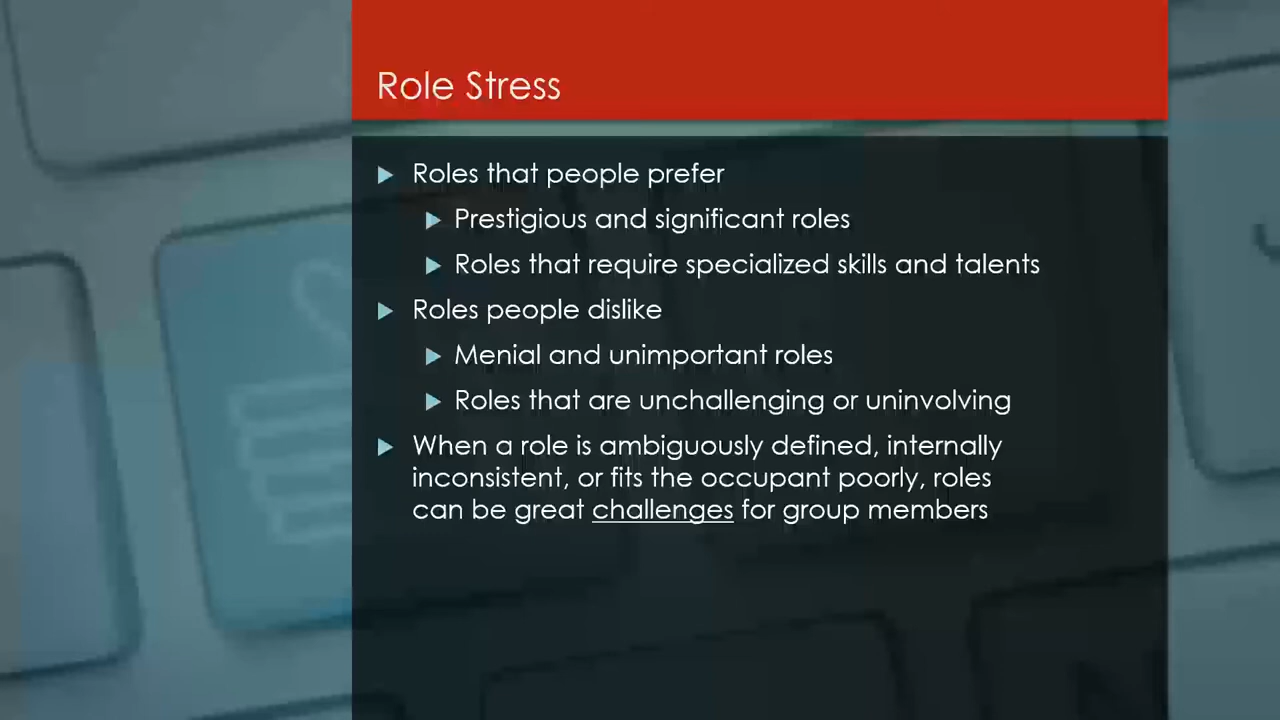 Role Stress
Roles that people prefer
Prestigious and significant roles
Roles that require specialized skills and talents
Roles people dislike
Menial and unimportant roles
Roles that are unchallenging or uninvolving
When a role is ambiguously defined, internally
inconsistent, or fits the occupant poorly, roles
can be great challenges for group members